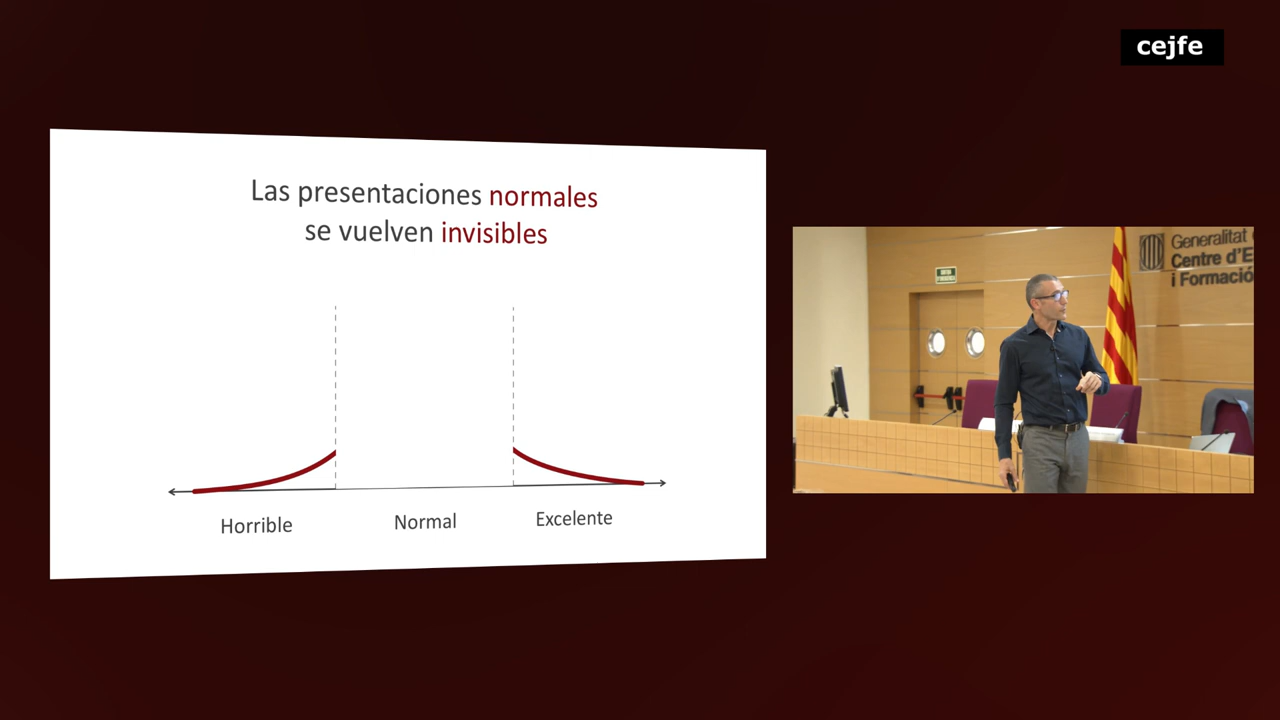 cejfe
Las presentaciones normales
se vuelven invisibles
Horrible
Normal
Excelente
Generalitat
Centre d'E
i Formació